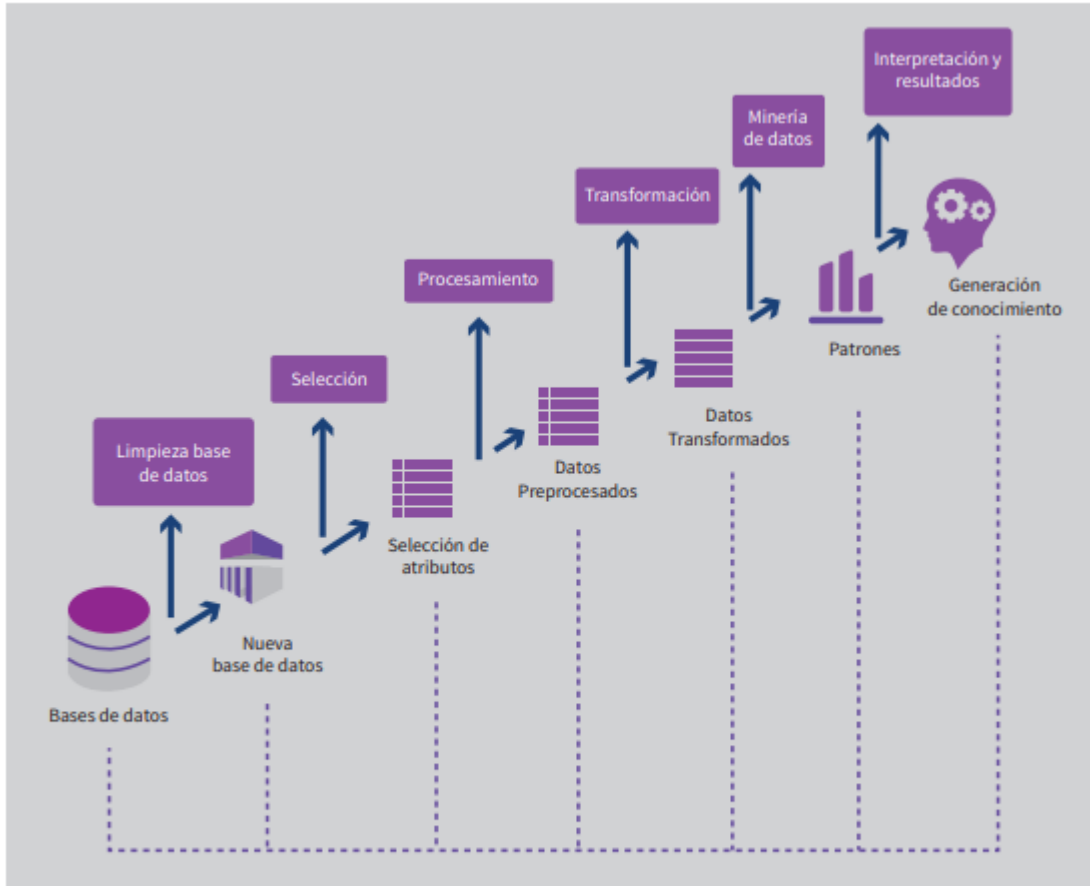 Interpretación y
resultados
Minería
de datos
Transformación
Procesamiento
Selección
Limpieza base
de datos
Generación
de conocimiento
Patrones
Datos
Transformados
Datos
Preprocesados
Selección de
atributos
Nueva
base de datos
Bases de datos